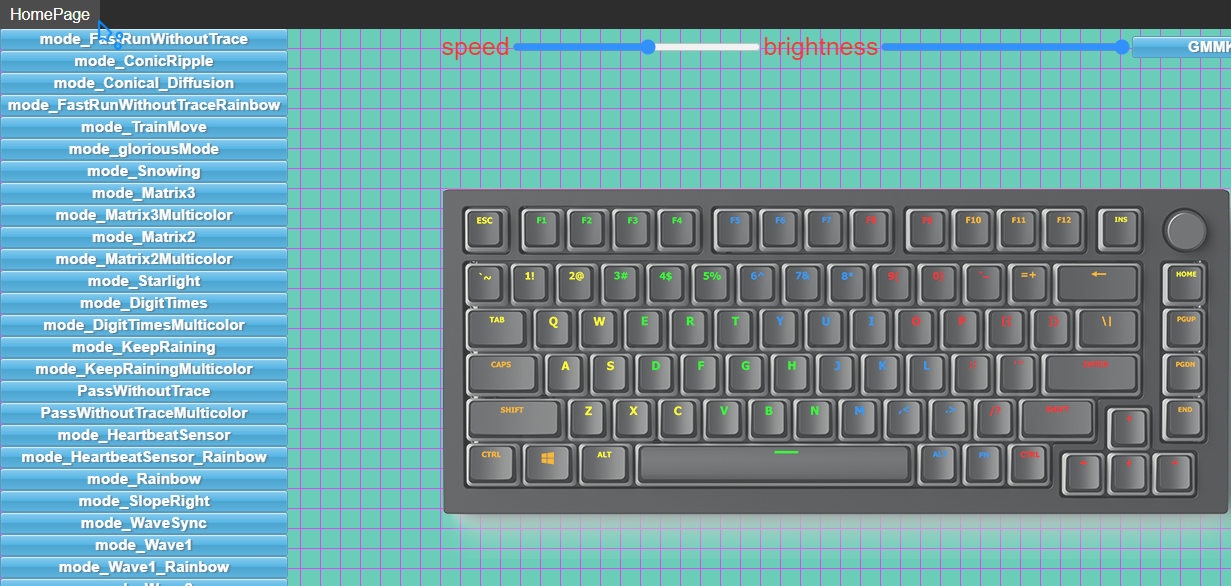 HomePage
speed brightness GMMK
mode_FastRunWithoutTrace
mode_ConicRipple
mode_Conical_Diffusion
mode_FastRunWithoutTraceRainbow
mode_TrainMove
mode_gloriousMode
mode_Snowing
mode_Matrix3
mode_Matrix3Multicolor
mode_Matrix2
mode_Matrix2Multicolor
mode_Starlight
mode_DigitTimes
mode_DigitTimesMulticolor
mode_KeepRaining
mode_KeepRainingMulticolor
PassWithoutTrace
PassWithoutTraceMulticolor
mode_HeartbeatSensor
mode_HeartbeatSensor_Rainbow
mode_Rainbow
mode_SlopeRight
mode_WaveSync
mode_Wave1
mode_Wave1_Rainbow
ESC F1 F2 F3 F4 F5 F6 F7 F8 F9 F10 F11 F12 INS
`~ 1! 2@ 3# 4$ 5% 6^ 7& 8* 9( 0) -_ =+ ← HOME
TAB Q W E R T Y U I O P [{ ]} \| PGUP
CAPS A S D F G H J K L ENTER PGDN
SHIFT Z X C V B N M ,< .> /? SHIFT END
CTRL ALT ALT FN CTRL